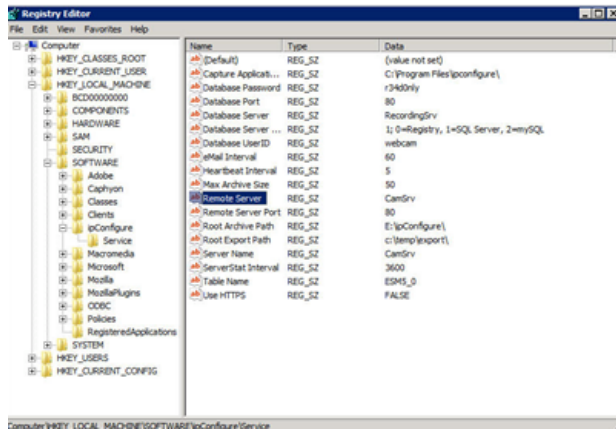 Registry Editor
File Edit View Favorites Help
Computer
HKEY_CLASSES_ROOT
HKEY_CURRENT_USER
HKEY_LOCAL_MACHINE
BCD00000000
COMPONENTS
HARDWARE
SAM
SECURITY
SOFTWARE
Adobe
Caphyon
Classes
Clients
ipConfigure
Service
Macromedia
Microsoft
Mozilla
MozillaPlugins
ODBC
Policies
RegisteredApplications
SYSTEM
HKEY_USERS
HKEY_CURRENT_CONFIG
Name Type Data
(Default) REG_SZ (value not set)
Capture Applicati... REG_SZ C:\Program Files\ipconfigure\
Database Password REG_SZ r34d0nly
Database Port REG_SZ 80
Database Server REG_SZ RecordingSrv
Database Server ... REG_SZ 1; 0=Registry, 1=SQL Server, 2=mySQL
Database UserID REG_SZ webcam
eMail Interval REG_SZ 60
Heartbeat Interval REG_SZ 5
Max Archive Size REG_SZ 50
Remote Server REG_SZ CamSrv
Remote Server Port REG_SZ 80
Root Archive Path REG_SZ E:\ipConfigure\
Root Export Path REG_SZ c:\temp\export\
Server Name REG_SZ CamSrv
ServerStat Interval REG_SZ 3600
Table Name REG_SZ ESM5_0
Use HTTPS REG_SZ FALSE
Computer\HKEY_LOCAL_MACHINE\SOFTWARE\ipConfigure\Service